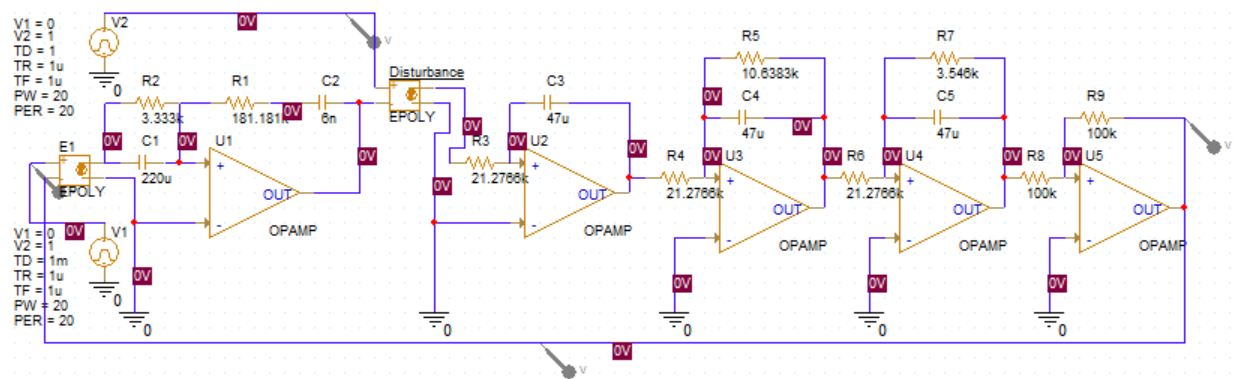 V1 = 0
V2 = 1
TD = 1
TR = 1u
TF = 1u
PW = 20
PER = 20
V2
0V
0
v
R2
3.333k
R1
181.181k
C2
6n
0V
Disturbance
EPOLY
0V
C1
220u
0V
0V
U1
+
-
OUT
OPAMP
0V
E1
EPOLY
0V
V1
0
V1 = 0
V2 = 1
TD = 1m
TR = 1u
TF = 1u
PW = 20
PER = 20
0V
0V
0
R3
21.2766k
C3
47u
0V
U2
+
-
OUT
OPAMP
0V
0V
0
R4
21.2766k
R5
10.6383k
0V
C4
47u
0V
0V
U3
+
-
OUT
OPAMP
0V
0V
0
R6
21.2766k
R7
3.546k
C5
47u
0V
U4
+
-
OUT
OPAMP
0V
0V
0
R8
100k
R9
100k
0V
U5
+
-
OUT
OPAMP
0V
0
v
0V
v